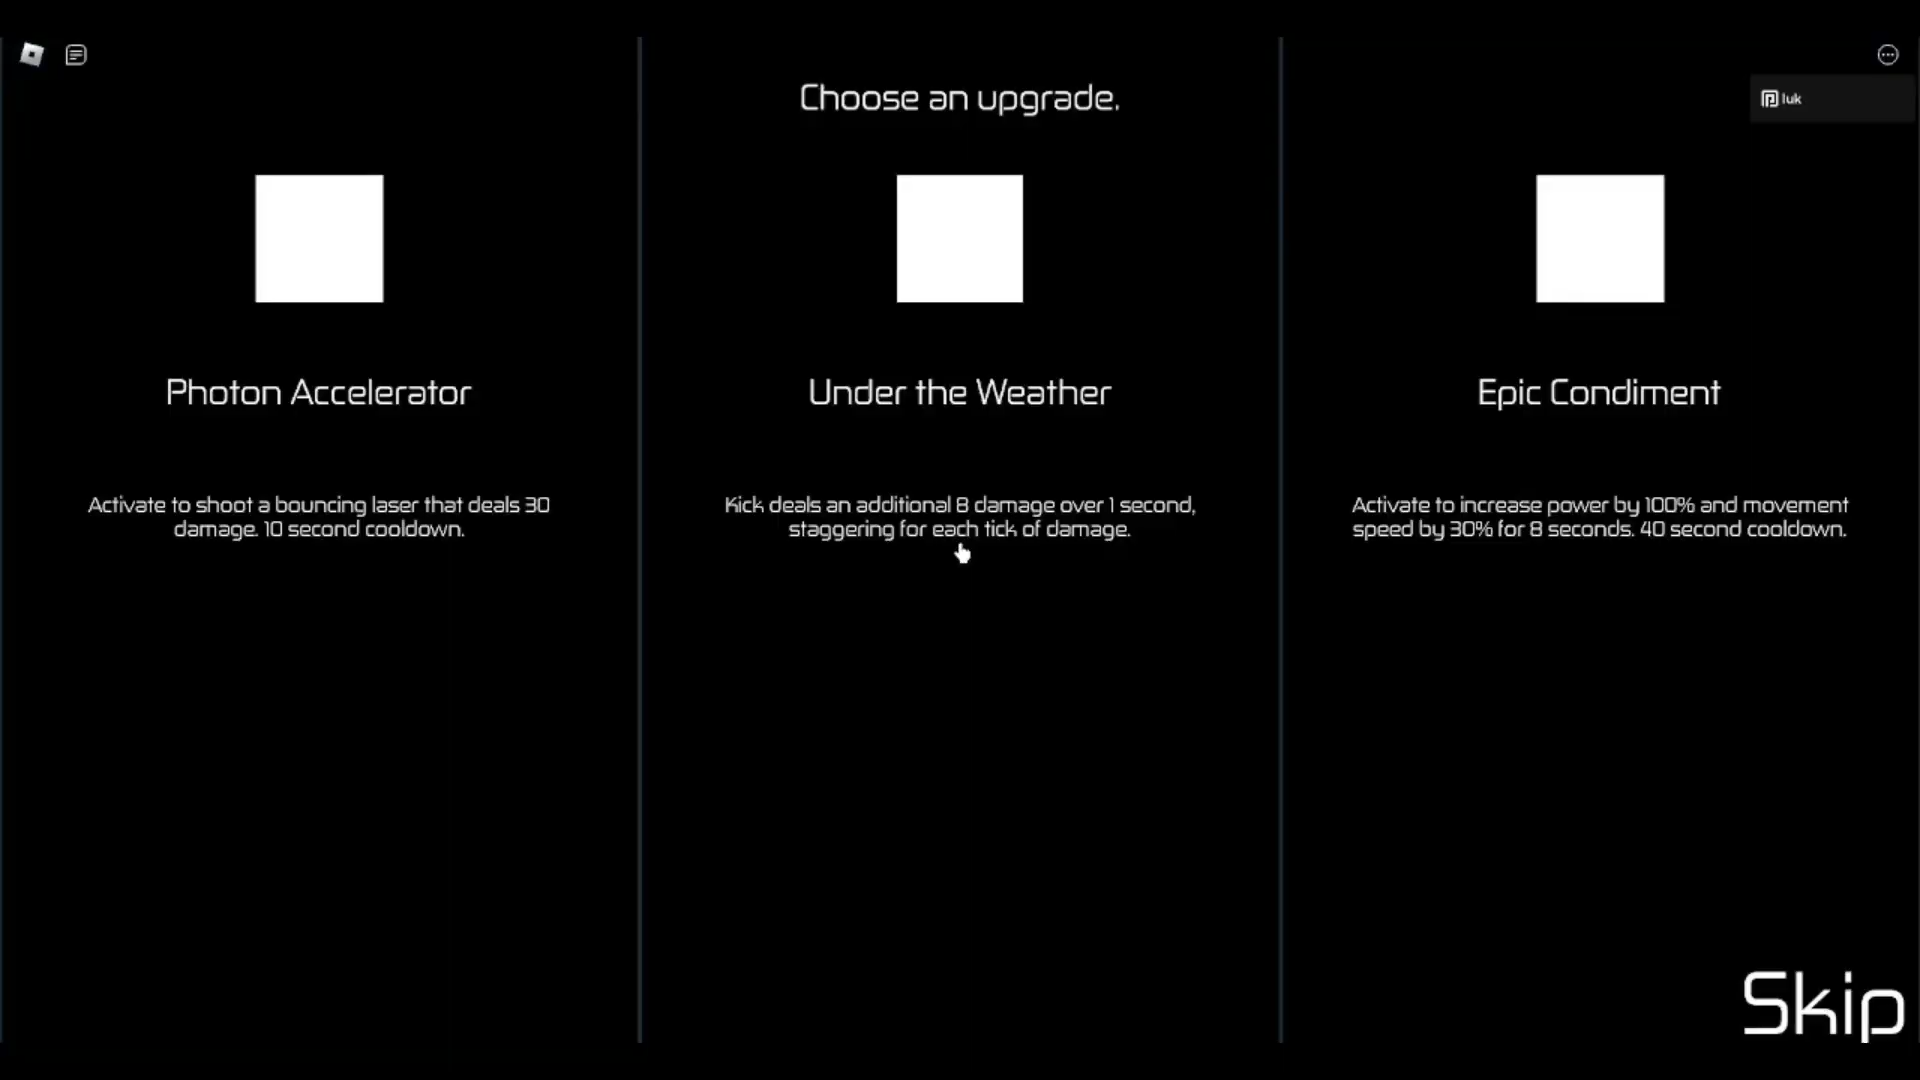 Choose an upgrade.
luk
Photon Accelerator
Activate to shoot a bouncing laser that deals 30
damage. 10 second cooldown.
Under the Weather
Kick deals an additional 8 damage over 1 second,
staggering for each tick of damage.
Epic Condiment
Activate to increase power by 100% and movement
speed by 30% for 8 seconds. 40 second cooldown.
Skip